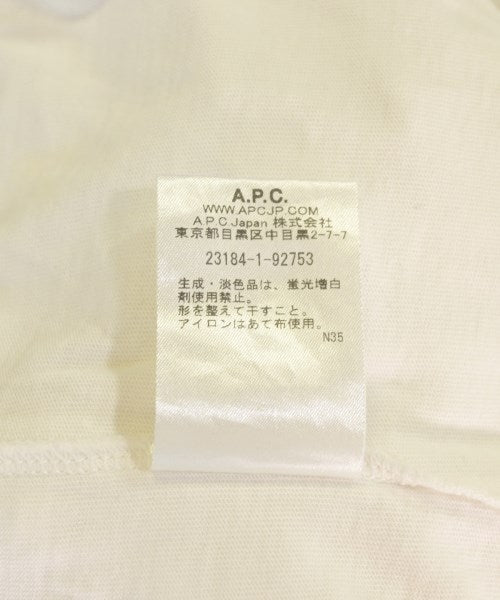 A.P.C.
WWW.APCJP.COM
A.P.C Japan 株式会社
東京都目黒区中目黒2-7-7
23184-1-92753
生成・淡色品は、蛍光増白
剤使用禁止。
形を整えて干すこと。
アイロンはあて布使用。
N35